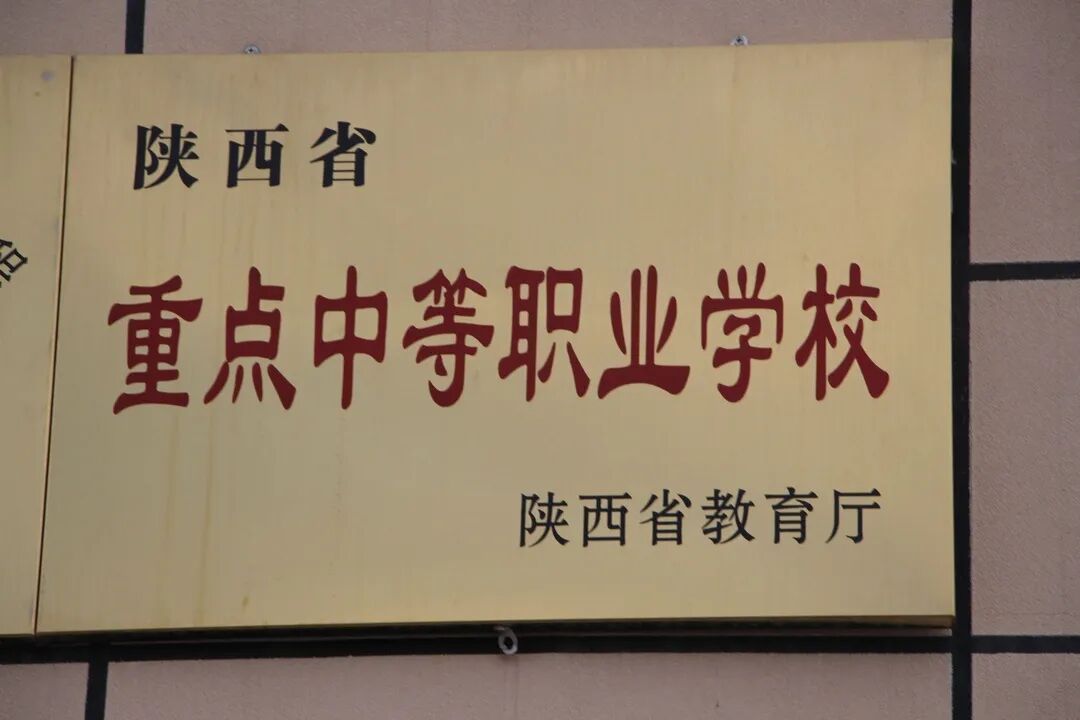 陕西省
重点中等职业学校
陕西省教育厅